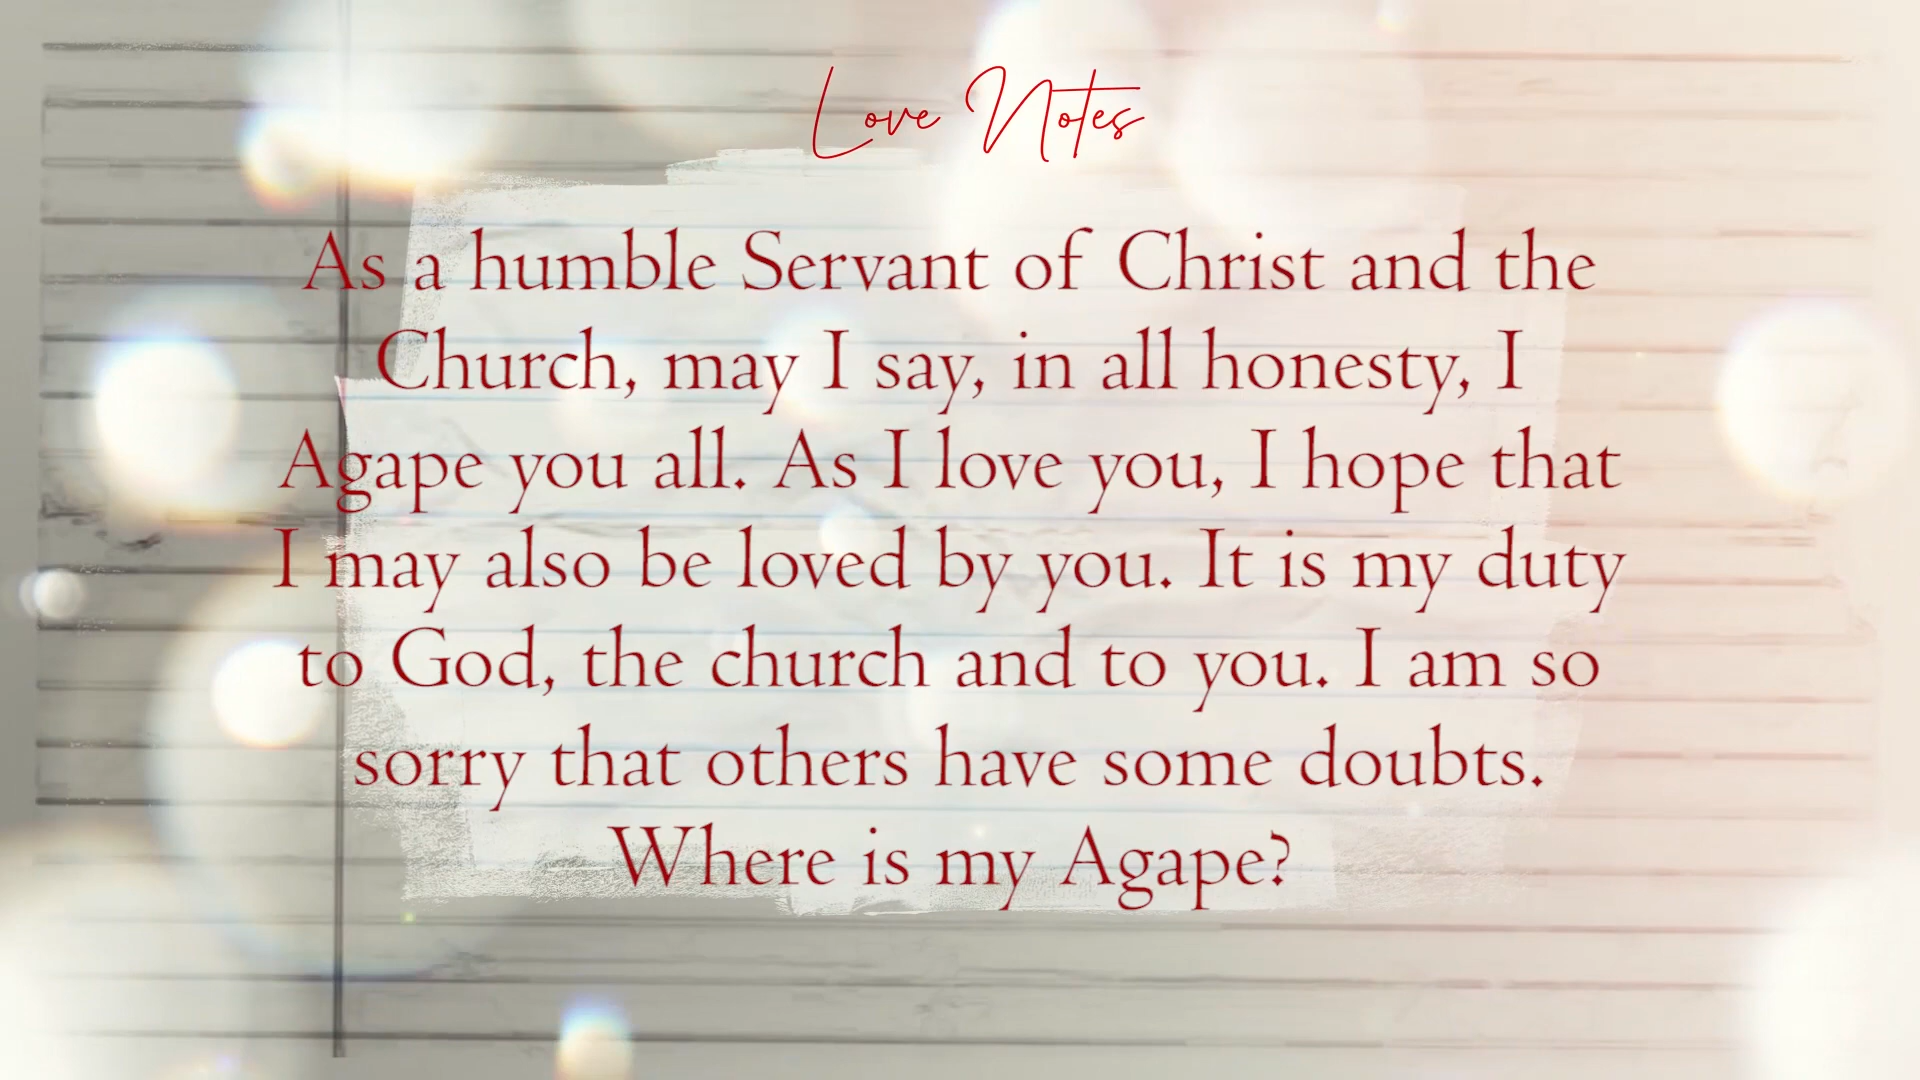 Love Notes
As a humble Servant of Christ and the
Church, may I say, in all honesty, I
Agape you all. As I love you, I hope that
I may also be loved by you. It is my duty
to God, the church and to you. I am so
sorry that others have some doubts.
Where is my Agape?